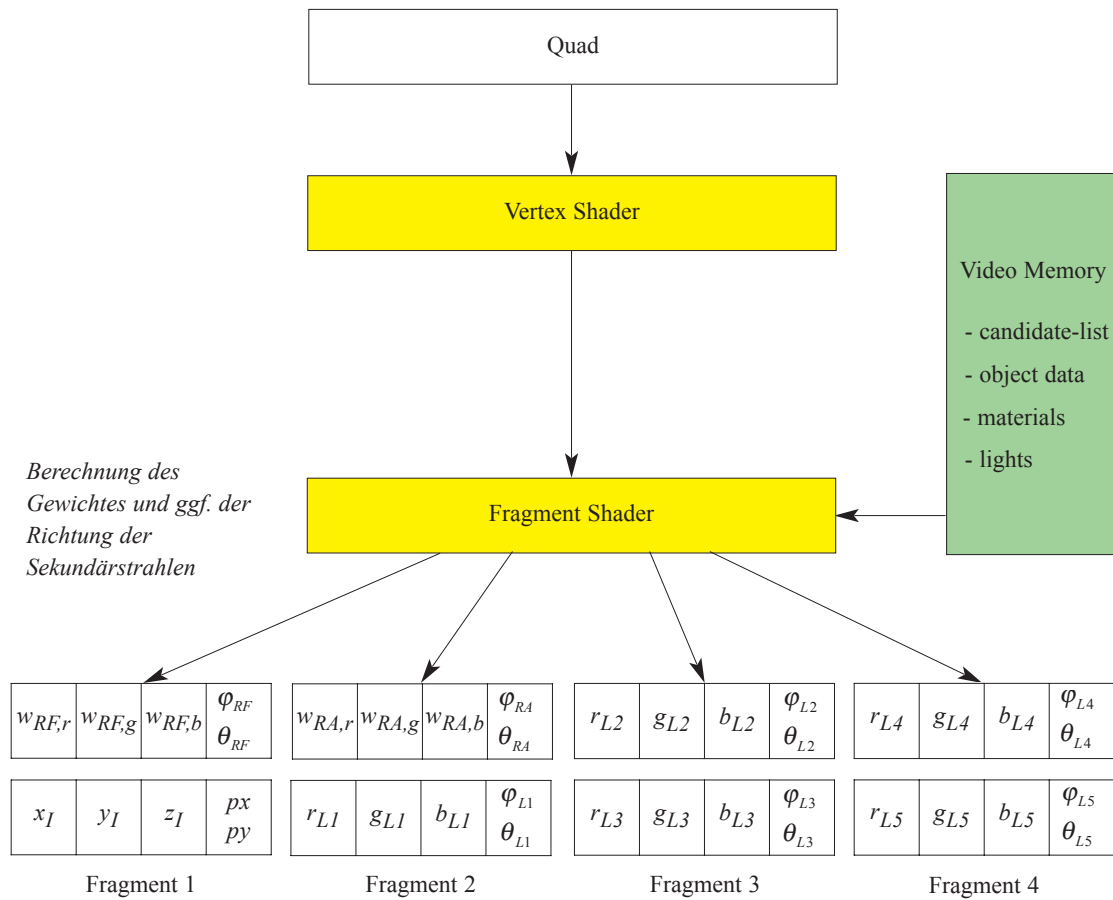 Quad
Vertex Shader
Video Memory
- candidate-list
- object data
- materials
- lights
Berechnung des
Gewichtes und ggf. der
Richtung der
Sekundärstrahlen
Fragment Shader
w_{RF,r} w_{RF,g} w_{RF,b} φ_{RF} θ_{RF}
x_I y_I z_I px py
Fragment 1
w_{RA,r} w_{RA,g} w_{RA,b} φ_{RA} θ_{RA}
r_{L1} g_{L1} b_{L1} φ_{L1} θ_{L1}
Fragment 2
r_{L2} g_{L2} b_{L2} φ_{L2} θ_{L2}
r_{L3} g_{L3} b_{L3} φ_{L3} θ_{L3}
Fragment 3
r_{L4} g_{L4} b_{L4} φ_{L4} θ_{L4}
r_{L5} g_{L5} b_{L5} φ_{L5} θ_{L5}
Fragment 4